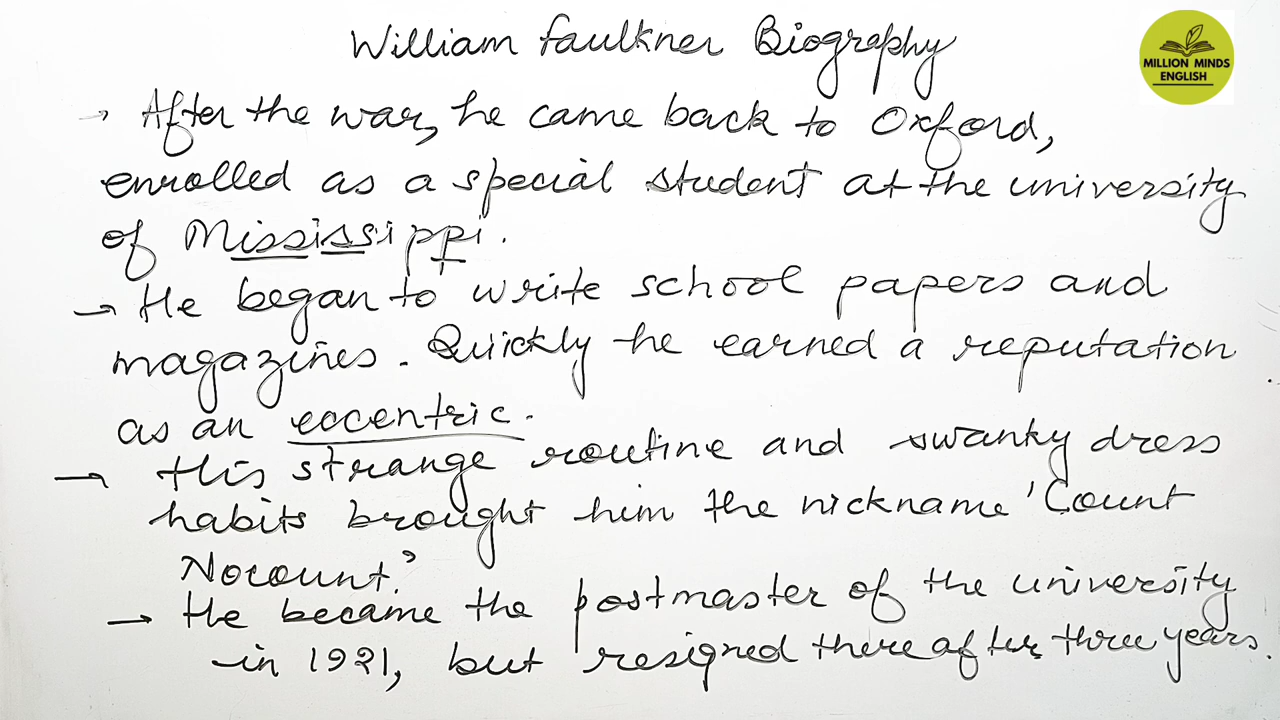 William Faulkner Biography
MILLION MINDS
ENGLISH
→ After the war, he came back to Oxford,
enrolled as a special student at the university
of Mississippi.
→ He began to write school papers and
magazines. Quickly he earned a reputation
as an eccentric.
→ this strange routine and swanky dress
habits brought him the nickname 'Count
Nocount.'
→ He became the postmaster of the university
in 1921, but resigned there after three years.